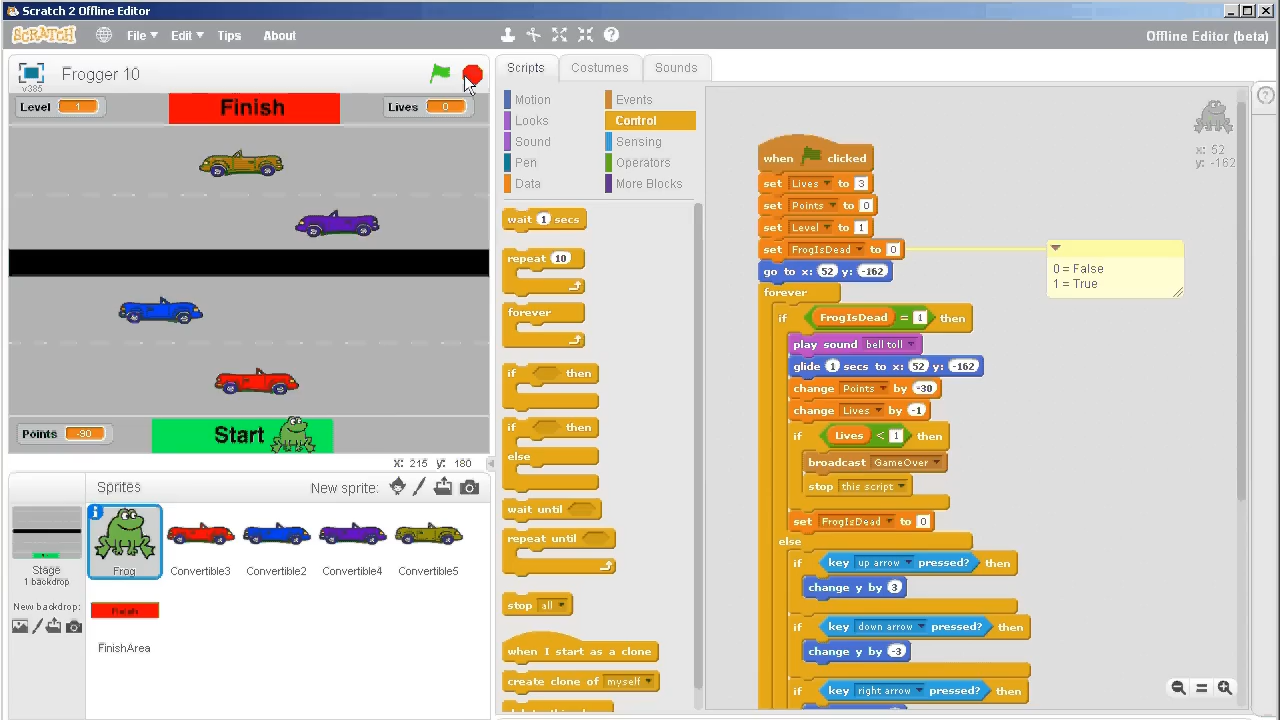 Scratch 2 Offline Editor
SCRATCH
File
Edit
Tips
About
Offline Editor (beta)
Frogger 10
v385
Level 1
Finish
Lives 0
Points -90
Start
X: 215 y: 180
Sprites
New sprite:
Stage
1 backdrop
New backdrop:
Frog
Convertible3
Convertible2
Convertible4
Convertible5
Finish
FinishArea
Scripts
Costumes
Sounds
Motion
Events
Looks
Control
Sound
Sensing
Pen
Operators
Data
More Blocks
wait 1 secs
repeat 10
forever
if then
if then
else
wait until
repeat until
stop all
when I start as a clone
create clone of myself
x: 52
y: -162
when clicked
set Lives to 3
set Points to 0
set Level to 1
set FrogIsDead to 0
go to x: 52 y: -162
forever
if FrogIsDead = 1 then
play sound bell toll
glide 1 secs to x: 52 y: -162
change Points by -30
change Lives by -1
if Lives < 1 then
broadcast GameOver
stop this script
set FrogIsDead to 0
else
if key up arrow pressed? then
change y by 3
if key down arrow pressed? then
change y by -3
if key right arrow pressed? then
0 = False
1 = True